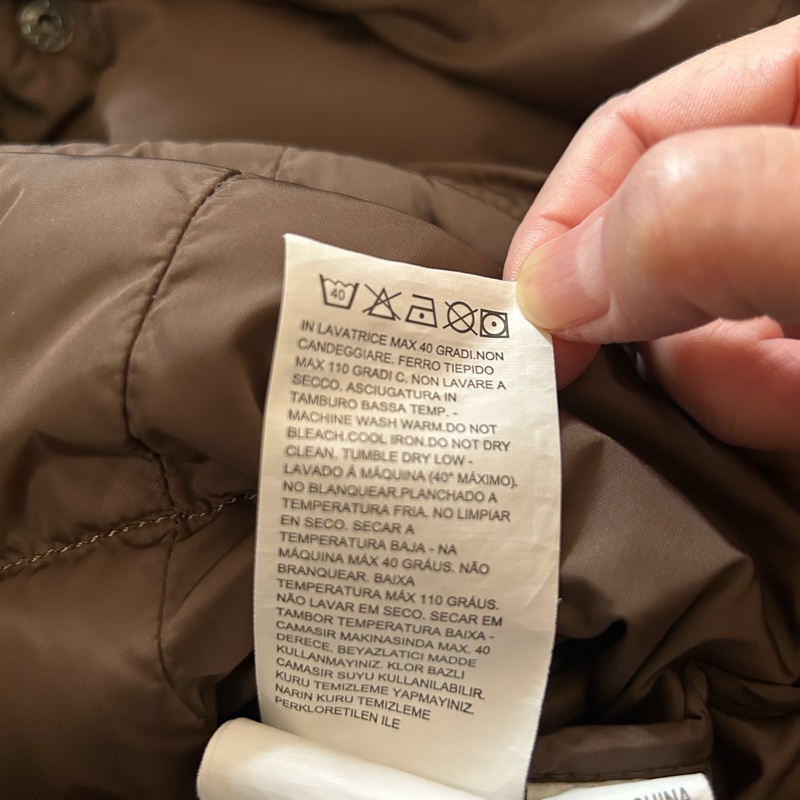 40
IN LAVATRICE MAX.40 GRADI.NON
CANDEGGIARE. FERRO TIEPIDO
MAX 110 GRADI C. NON LAVARE A
SECCO. ASCIUGATURA IN
TAMBURO BASSA TEMP. -
MACHINE WASH WARM.DO NOT
BLEACH.COOL IRON.DO NOT DRY
CLEAN. TUMBLE DRY LOW -
LAVADO Á MÁQUINA (40° MÁXIMO).
NO BLANQUEAR.PLANCHADO A
TEMPERATURA FRIA. NO LIMPIAR
EN SECO. SECAR A
TEMPERATURA BAJA - NA
MÁQUINA MÁX 40 GRÁUS. NÃO
BRANQUEAR. BAIXA
TEMPERATURA MÁX 110 GRÁUS.
NÃO LAVAR EM SECO. SECAR EM
TAMBOR TEMPERATURA BAIXA -
CAMASIR MAKINASINDA MAX. 40
DERECE, BEYAZLATICI MADDE
KULLANMAYINIZ. KLOR BAZLI
CAMASIR SUYU KULLANILABILIR.
KURU TEMIZLEME YAPMAYINIZ.
NARIN KURU TEMIZLEME
PERKLORETILEN ILE